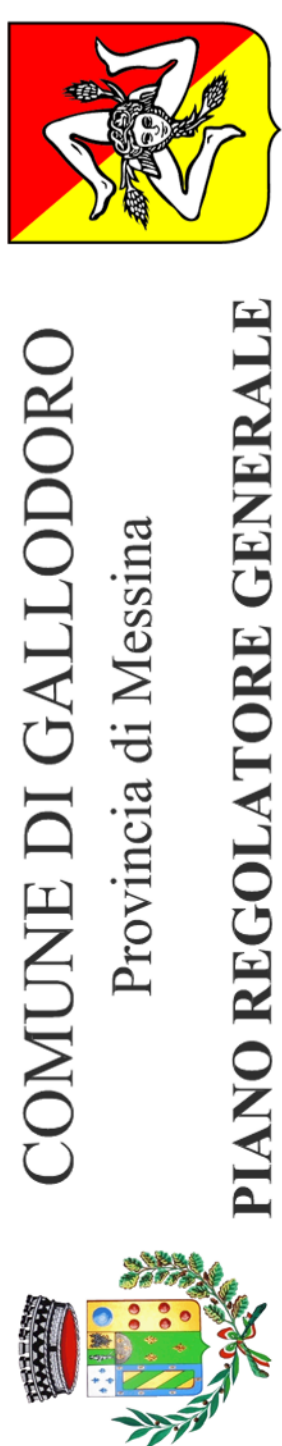 COMUNE DI GALLODORO
Provincia di Messina
PIANO REGOLATORE GENERALE